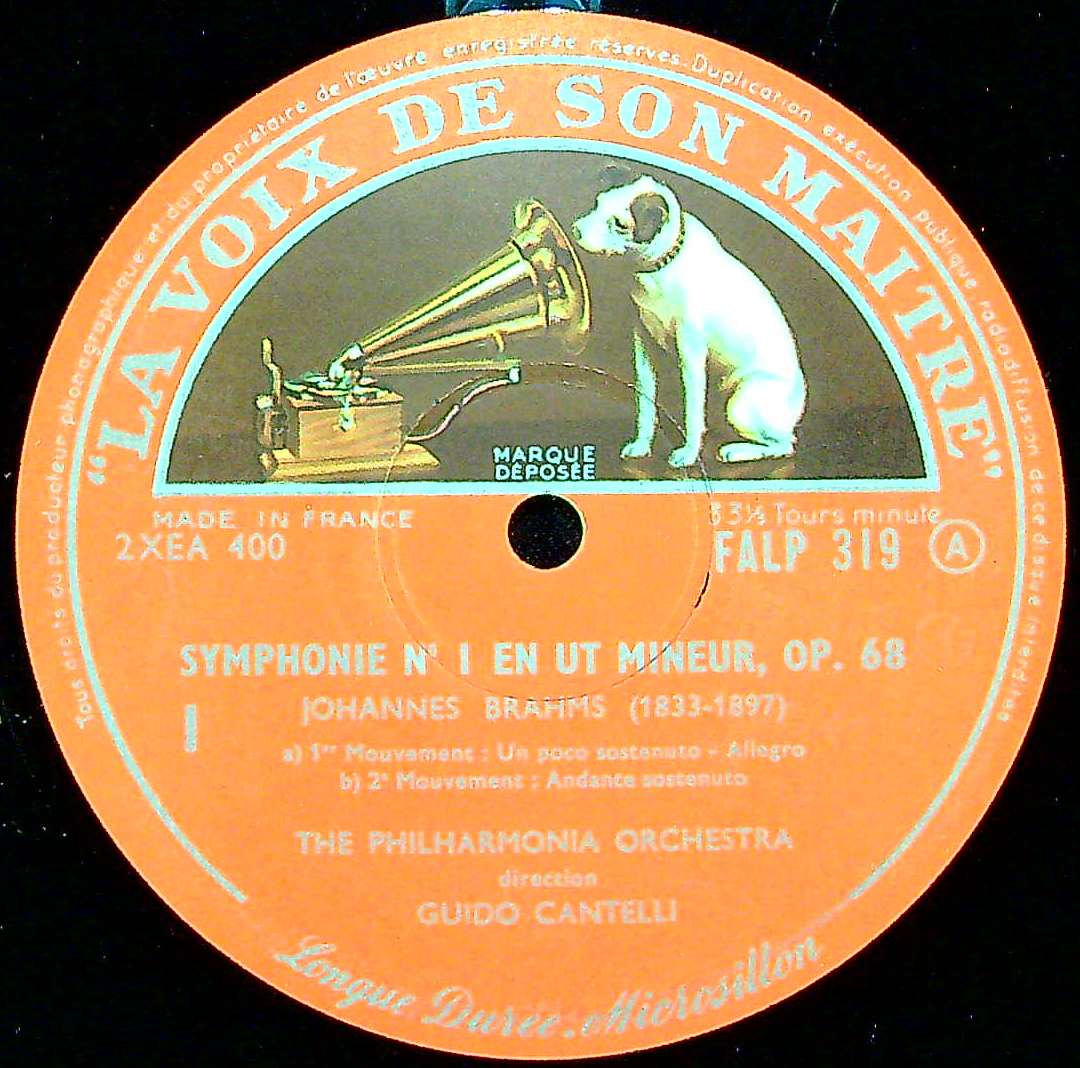 Tous droits du producteur phonographique et du propriétaire de l'œuvre enregistrée réservés. Duplication exécution publique, radiodiffusion de ce disque interdites
"LA VOIX DE SON MAITRE"
MARQUE
DÉPOSÉE
MADE IN FRANCE
33⅓ Tours minute
2XEA 400
FALP 319 A
SYMPHONIE N° 1 EN UT MINEUR, OP. 68
I
JOHANNES BRAHMS (1833-1897)
a) 1er Mouvement : Un poco sostenuto - Allegro
b) 2e Mouvement : Andante sostenuto
THE PHILHARMONIA ORCHESTRA
direction
GUIDO CANTELLI
Longue Durée. Microsillon